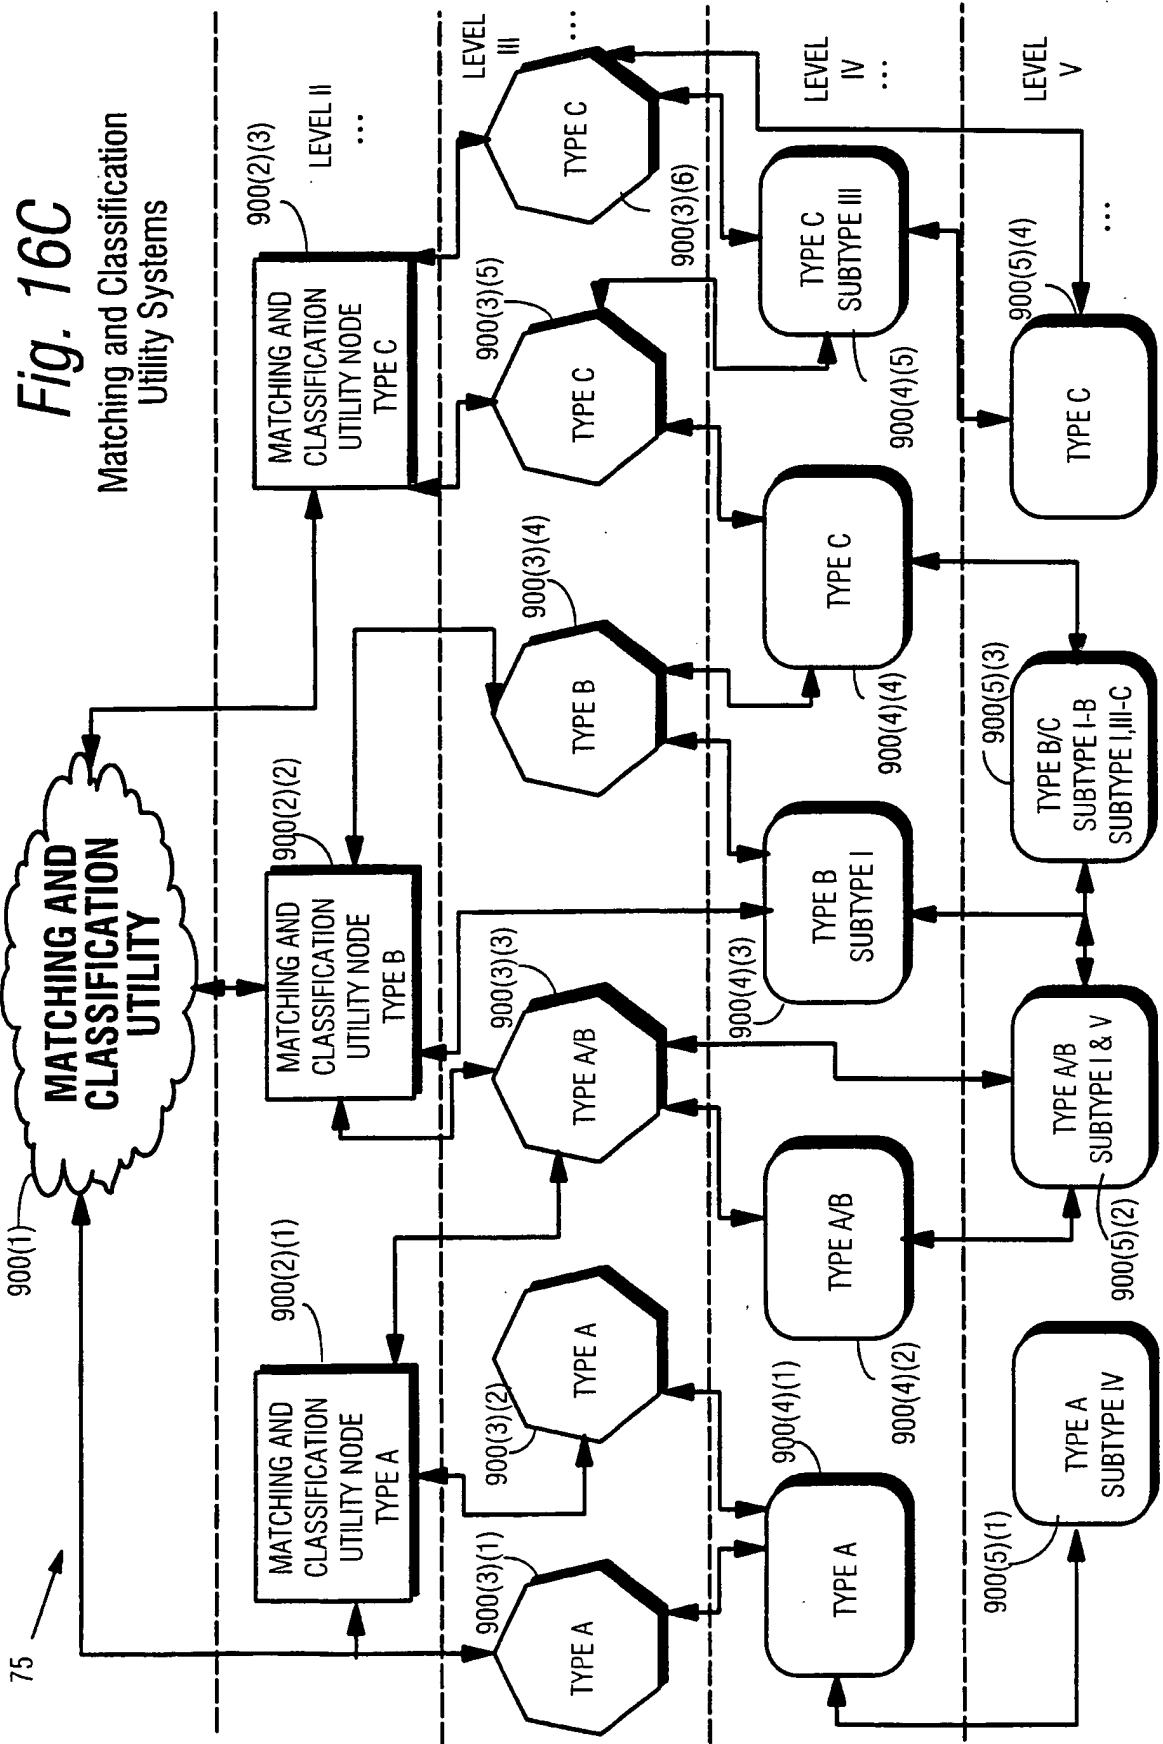 Fig. 16C
Matching and Classification
Utility Systems
75
900(1)
MATCHING AND
CLASSIFICATION
UTILITY
LEVEL II
...
900(2)(1)
MATCHING AND
CLASSIFICATION
UTILITY NODE
TYPE A
900(2)(2)
MATCHING AND
CLASSIFICATION
UTILITY NODE
TYPE B
900(2)(3)
MATCHING AND
CLASSIFICATION
UTILITY NODE
TYPE C
LEVEL
III
...
900(3)(1)
TYPE A
900(3)(2)
TYPE A
900(3)(3)
TYPE A/B
900(3)(4)
TYPE B
900(3)(5)
TYPE C
900(3)(6)
TYPE C
LEVEL
IV
...
900(4)(1)
TYPE A
900(4)(2)
TYPE A/B
900(4)(3)
TYPE B
SUBTYPE I
900(4)(4)
TYPE C
900(4)(5)
TYPE C
SUBTYPE III
LEVEL
V
...
900(5)(1)
TYPE A
SUBTYPE IV
900(5)(2)
TYPE A/B
SUBTYPE I & V
900(5)(3)
TYPE B/C
SUBTYPE I-B
SUBTYPE I,III-C
900(5)(4)
TYPE C